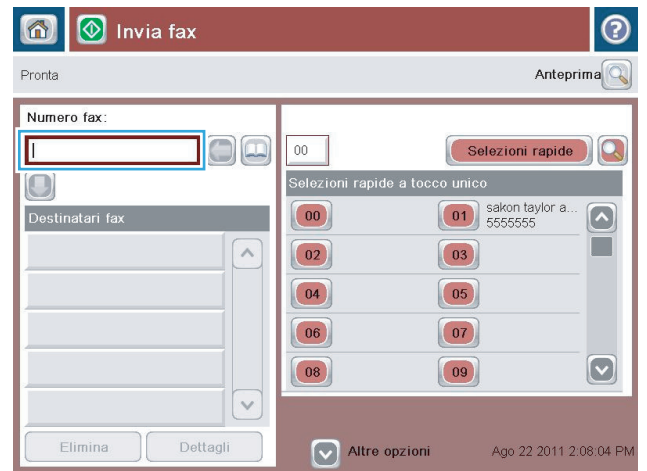 Invia fax
?
Pronta
Anteprima
Numero fax:
00
Selezioni rapide
Selezioni rapide a tocco unico
Destinatari fax
00
01 sakon taylor a...
5555555
02
03
04
05
06
07
08
09
Elimina
Dettagli
Altre opzioni
Ago 22 2011 2:08:04 PM